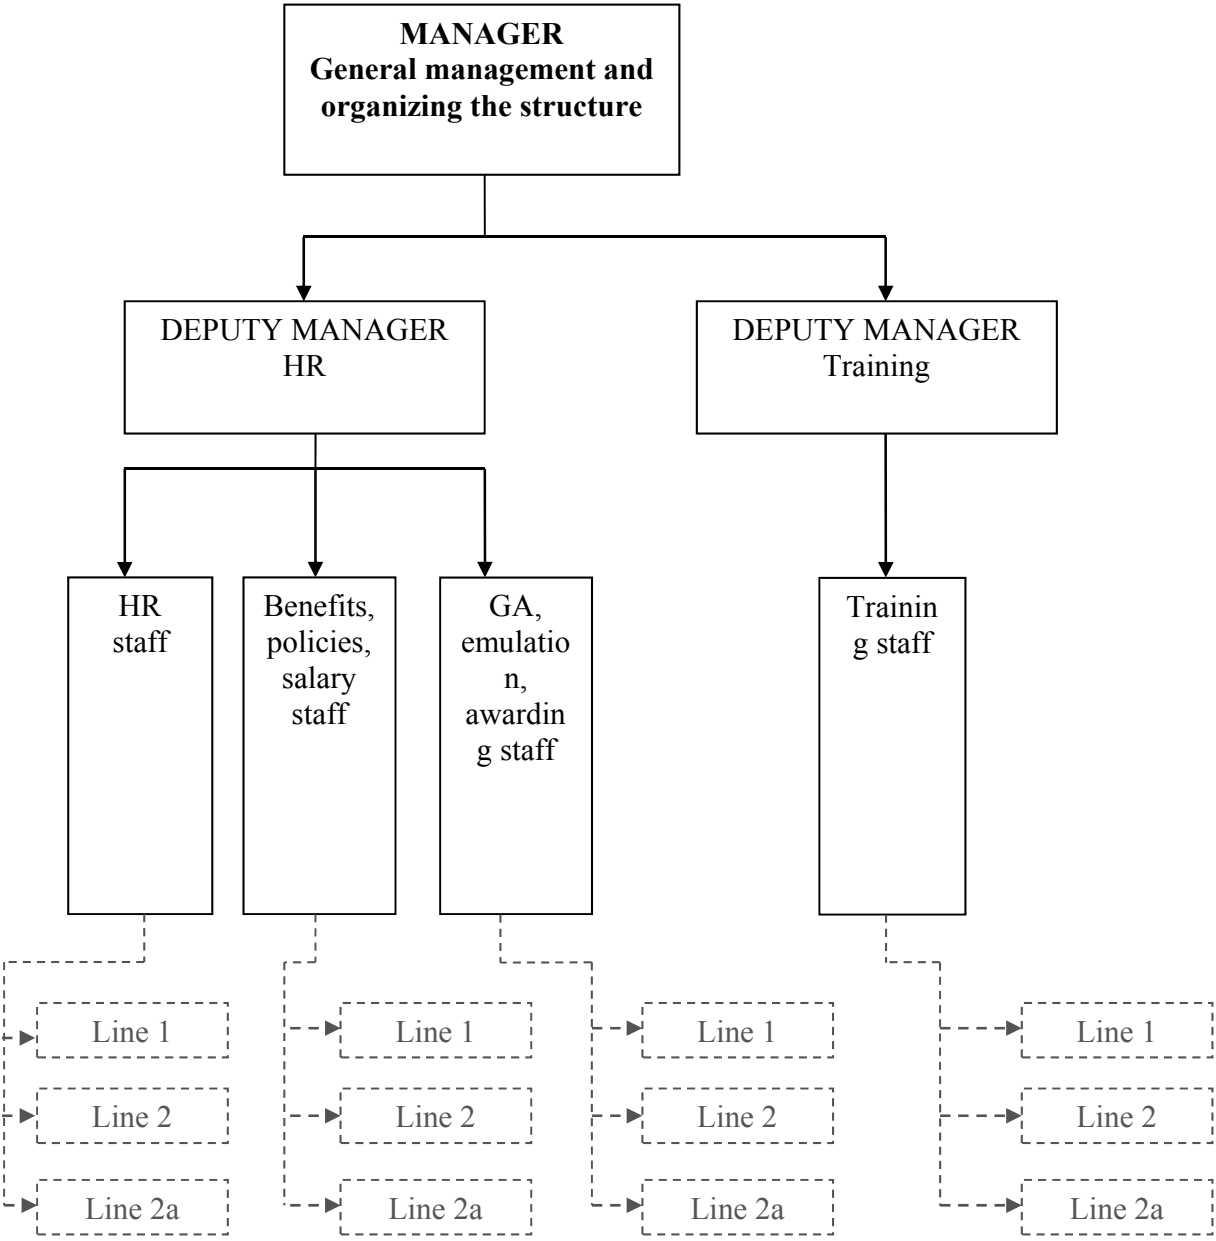 MANAGER
General management and
organizing the structure
DEPUTY MANAGER
HR
DEPUTY MANAGER
Training
HR
staff
Benefits,
policies,
salary
staff
GA,
emulatio
n,
awardin
g staff
Trainin
g staff
Line 1
Line 1
Line 1
Line 1
Line 2
Line 2
Line 2
Line 2
Line 2a
Line 2a
Line 2a
Line 2a